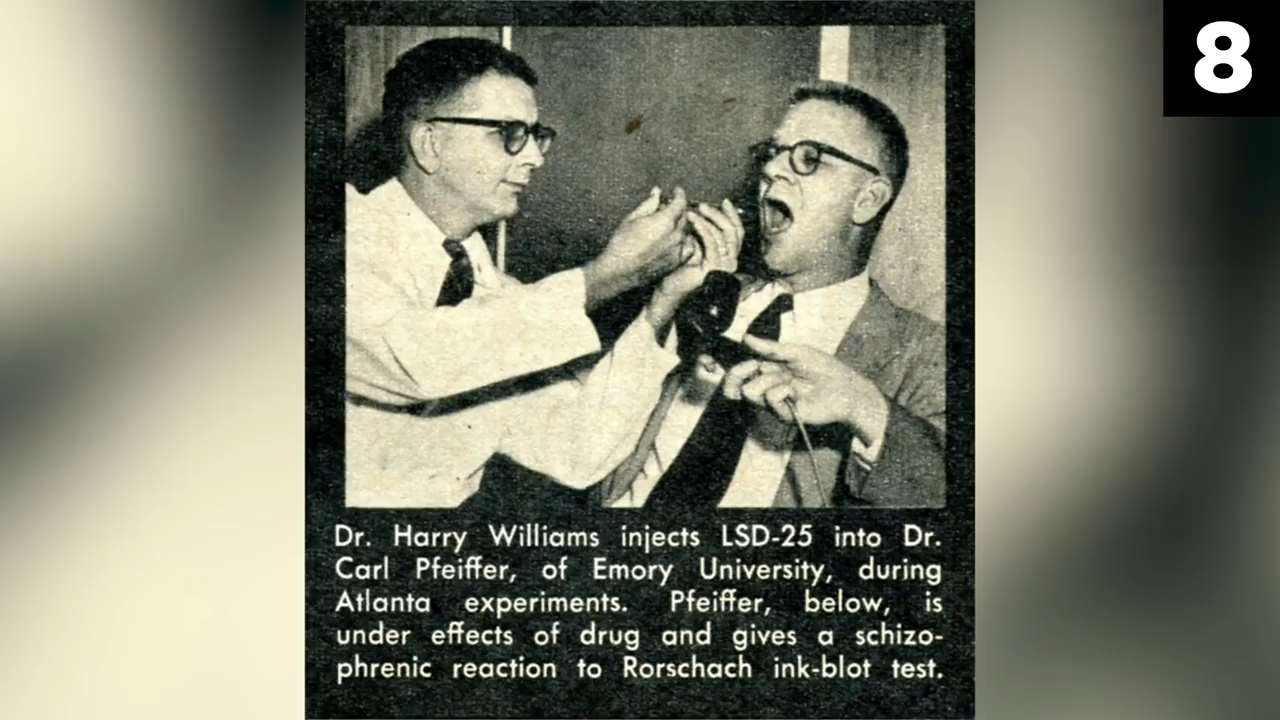 8
Dr. Harry Williams injects LSD-25 into Dr.
Carl Pfeiffer, of Emory University, during
Atlanta experiments. Pfeiffer, below, is
under effects of drug and gives a schizo-
phrenic reaction to Rorschach ink-blot test.